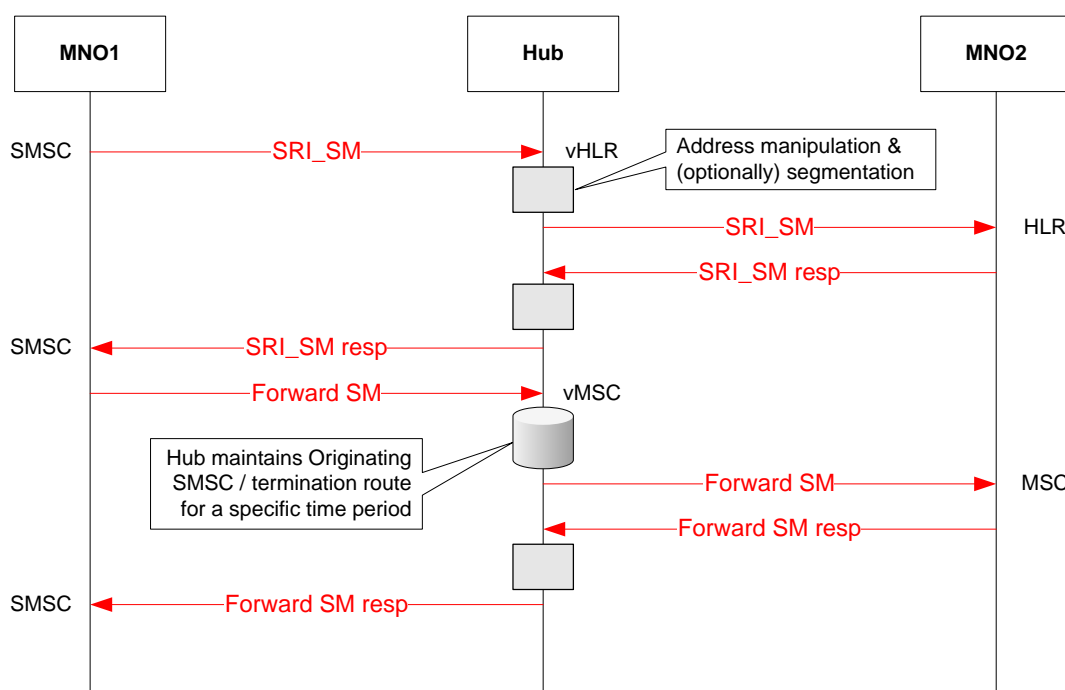 MNO1
Hub
MNO2
SMSC
SRI_SM
vHLR
Address manipulation &
(optionally) segmentation
SRI_SM
HLR
SRI_SM resp
SMSC
SRI_SM resp
Forward SM
vMSC
Hub maintains Originating
SMSC / termination route
for a specific time period
Forward SM
MSC
Forward SM resp
SMSC
Forward SM resp